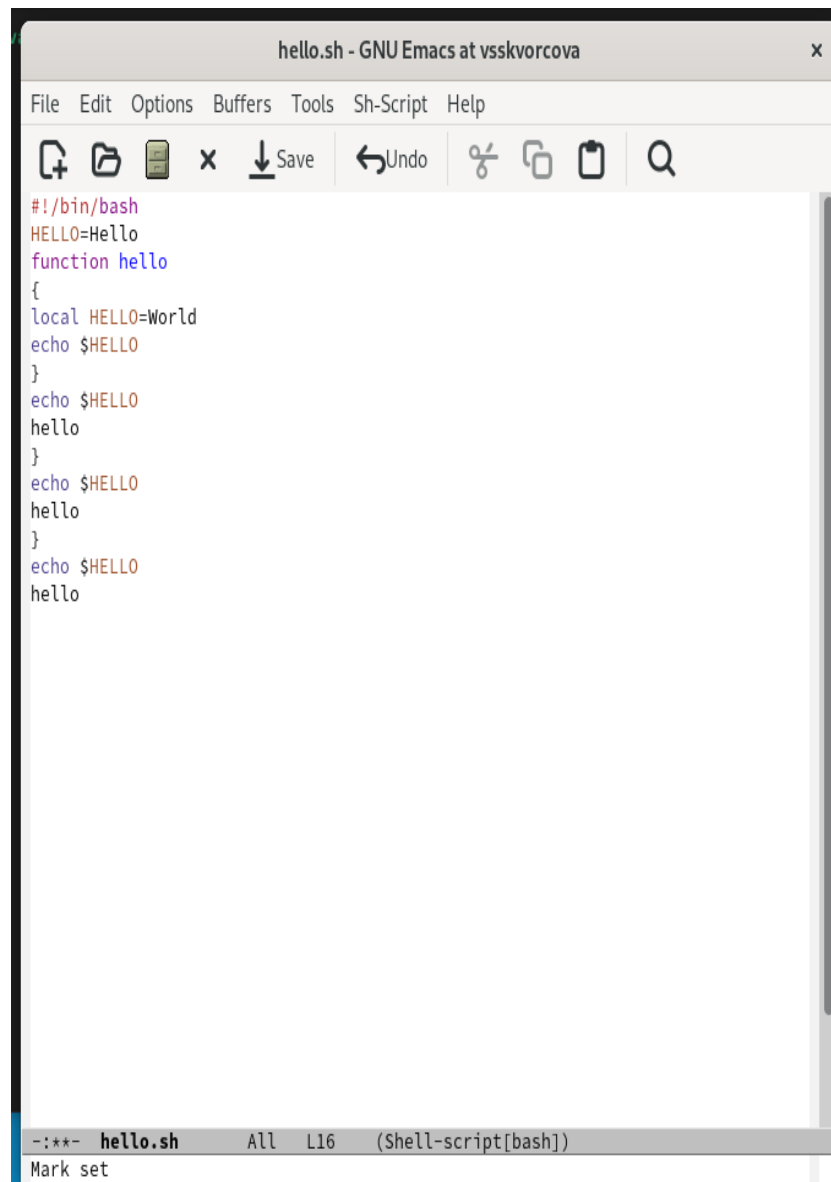 hello.sh - GNU Emacs at vsskvorcova ×
File Edit Options Buffers Tools Sh-Script Help
Save Undo
#!/bin/bash
HELLO=Hello
function hello
{
local HELLO=World
echo $HELLO
}
echo $HELLO
hello
}
echo $HELLO
hello
}
echo $HELLO
hello
-:**- hello.sh All L16 (Shell-script[bash])
Mark set